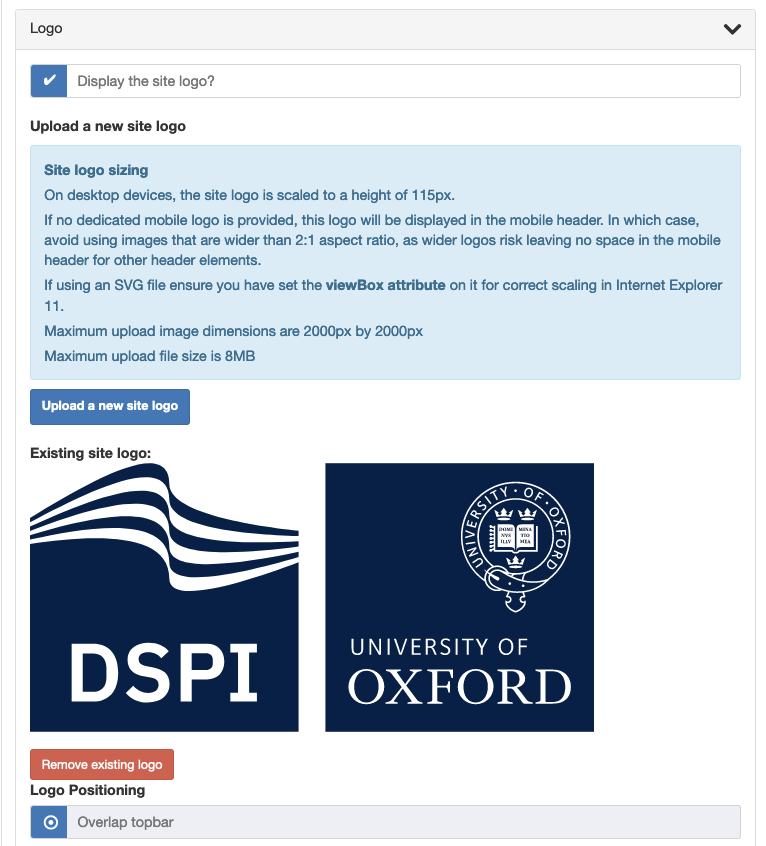 Logo
Display the site logo?
Upload a new site logo
Site logo sizing
On desktop devices, the site logo is scaled to a height of 115px.
If no dedicated mobile logo is provided, this logo will be displayed in the mobile header. In which case,
avoid using images that are wider than 2:1 aspect ratio, as wider logos risk leaving no space in the mobile
header for other header elements.
If using an SVG file ensure you have set the viewBox attribute on it for correct scaling in Internet Explorer
11.
Maximum upload image dimensions are 2000px by 2000px
Maximum upload file size is 8MB
Upload a new site logo
Existing site logo:
DSPI
UNIVERSITY · OF · OXFORD
DOMI MINA
NVS TIO
ILLV MEA
UNIVERSITY OF
OXFORD
Remove existing logo
Logo Positioning
Overlap topbar